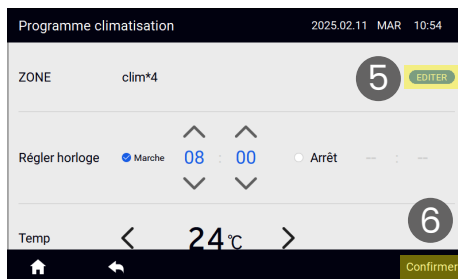 Programme climatisation 2025.02.11 MAR 10:54
ZONE clim*4 5 EDITER
Régler horloge Marche 08 : 00 Arrêt -- : --
6
Temp 24℃
Confirmer